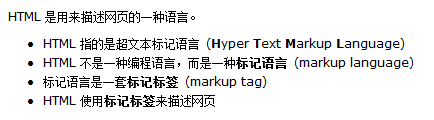 HTML 是用来描述网页的一种语言。
• HTML 指的是超文本标记语言 (Hyper Text Markup Language)
• HTML 不是一种编程语言，而是一种标记语言 (markup language)
• 标记语言是一套标记标签 (markup tag)
• HTML 使用标记标签来描述网页